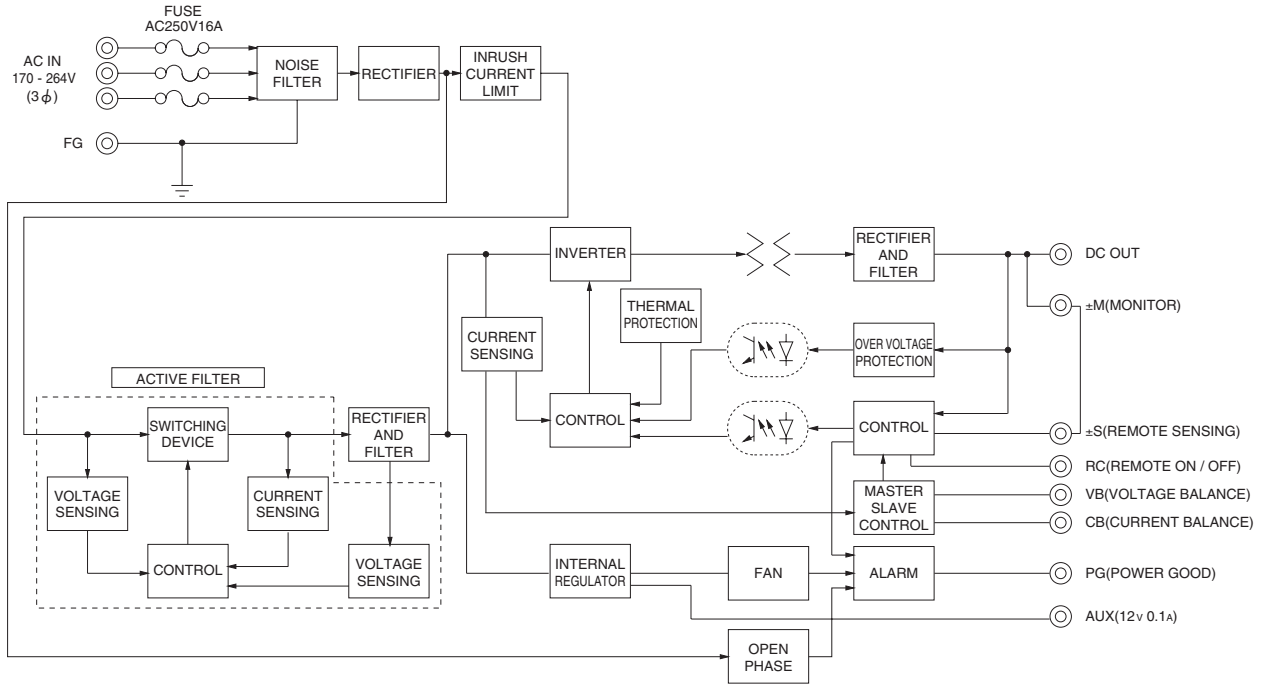 FUSE
AC250V16A
AC IN
170 - 264V
(3ϕ)
NOISE
FILTER
RECTIFIER
INRUSH
CURRENT
LIMIT
FG
INVERTER
RECTIFIER
AND
FILTER
DC OUT
THERMAL
PROTECTION
±M(MONITOR)
CURRENT
SENSING
OVER VOLTAGE
PROTECTION
ACTIVE FILTER
SWITCHING
DEVICE
RECTIFIER
AND
FILTER
CONTROL
CONTROL
±S(REMOTE SENSING)
RC(REMOTE ON / OFF)
VOLTAGE
SENSING
CURRENT
SENSING
MASTER
SLAVE
CONTROL
VB(VOLTAGE BALANCE)
CB(CURRENT BALANCE)
CONTROL
VOLTAGE
SENSING
INTERNAL
REGULATOR
FAN
ALARM
PG(POWER GOOD)
AUX(12V 0.1A)
OPEN
PHASE